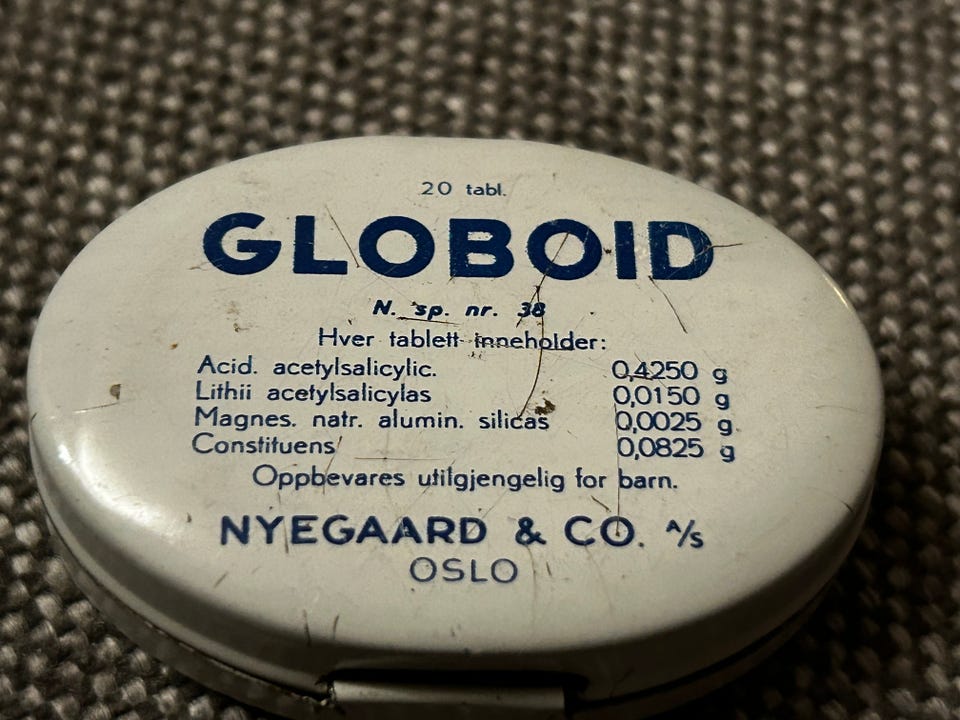 20 tabl.
GLOBOID
N. sp. nr. 38
Hver tablett inneholder:
Acid. acetylsalicylic. 0,4250 g
Lithii acetylsalicylas 0,0150 g
Magnes. natr. alumin. silicas 0,0025 g
Constituens 0,0825 g
Oppbevares utilgjengelig for barn.
NYEGAARD & CO. A/S
OSLO